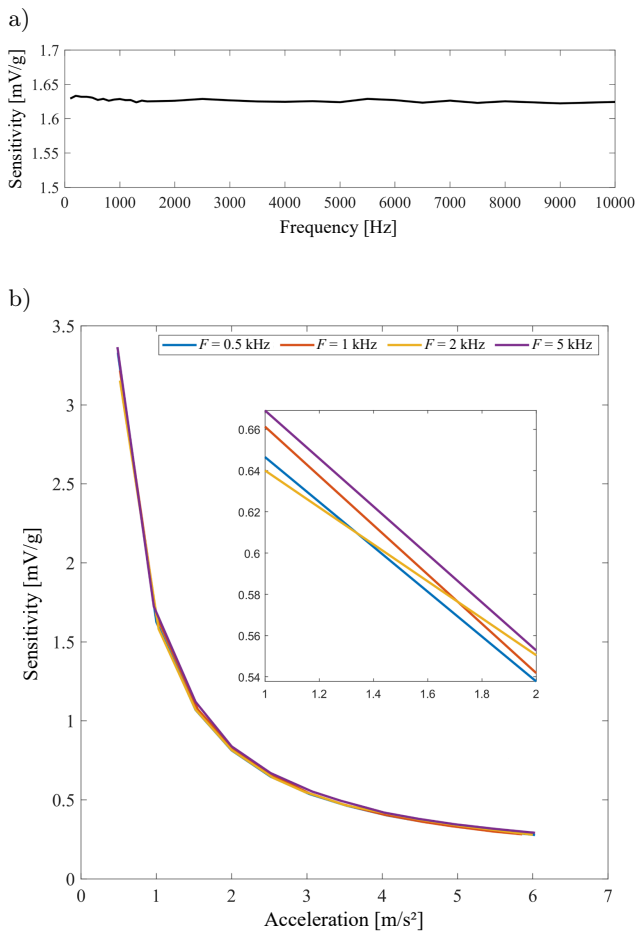 a)
1.7
1.65
1.6
1.55
1.5
Sensitivity [mV/g]
0 1000 2000 3000 4000 5000 6000 7000 8000 9000 10000
Frequency [Hz]
b)
3.5
3
2.5
2
1.5
1
0.5
0
Sensitivity [mV/g]
F = 0.5 kHz F = 1 kHz F = 2 kHz F = 5 kHz
0.66
0.64
0.62
0.6
0.58
0.56
0.54
1 1.2 1.4 1.6 1.8 2
0 1 2 3 4 5 6 7
Acceleration [m/s²]